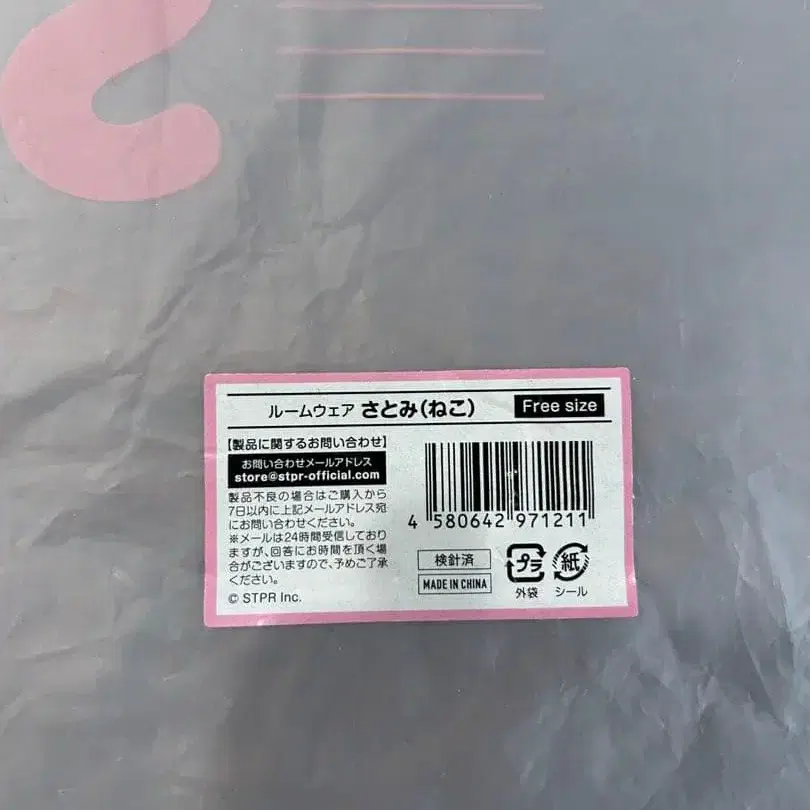 ルームウェア さとみ(ねこ)
Free size
【製品に関するお問い合わせ】
お問い合わせメールアドレス
store@stpr-official.com
製品不良の場合はご購入から
7日以内に上記メールアドレス宛
にお問い合わせください。
※メールは24時間受信しており
ますが、回答にお時間を頂く場
合がございますので、予めご了承
ください。
© STPR Inc.
4 580642 971211
検針済
MADE IN CHINA
プラ
外袋
紙
シール